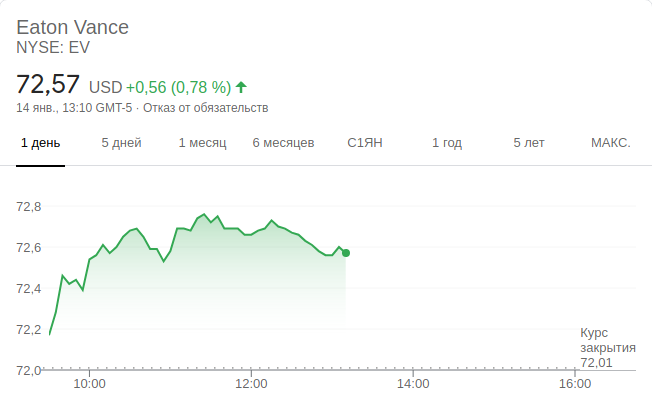 Eaton Vance
NYSE: EV
72,57 USD +0,56 (0,78 %)
14 янв., 13:10 GMT-5 · Отказ от обязательств
1 день 5 дней 1 месяц 6 месяцев С1ЯН 1 год 5 лет МАКС.
72,8
72,6
72,4
72,2
72,0
Курс
закрытия
72,01
10:00 12:00 14:00 16:00